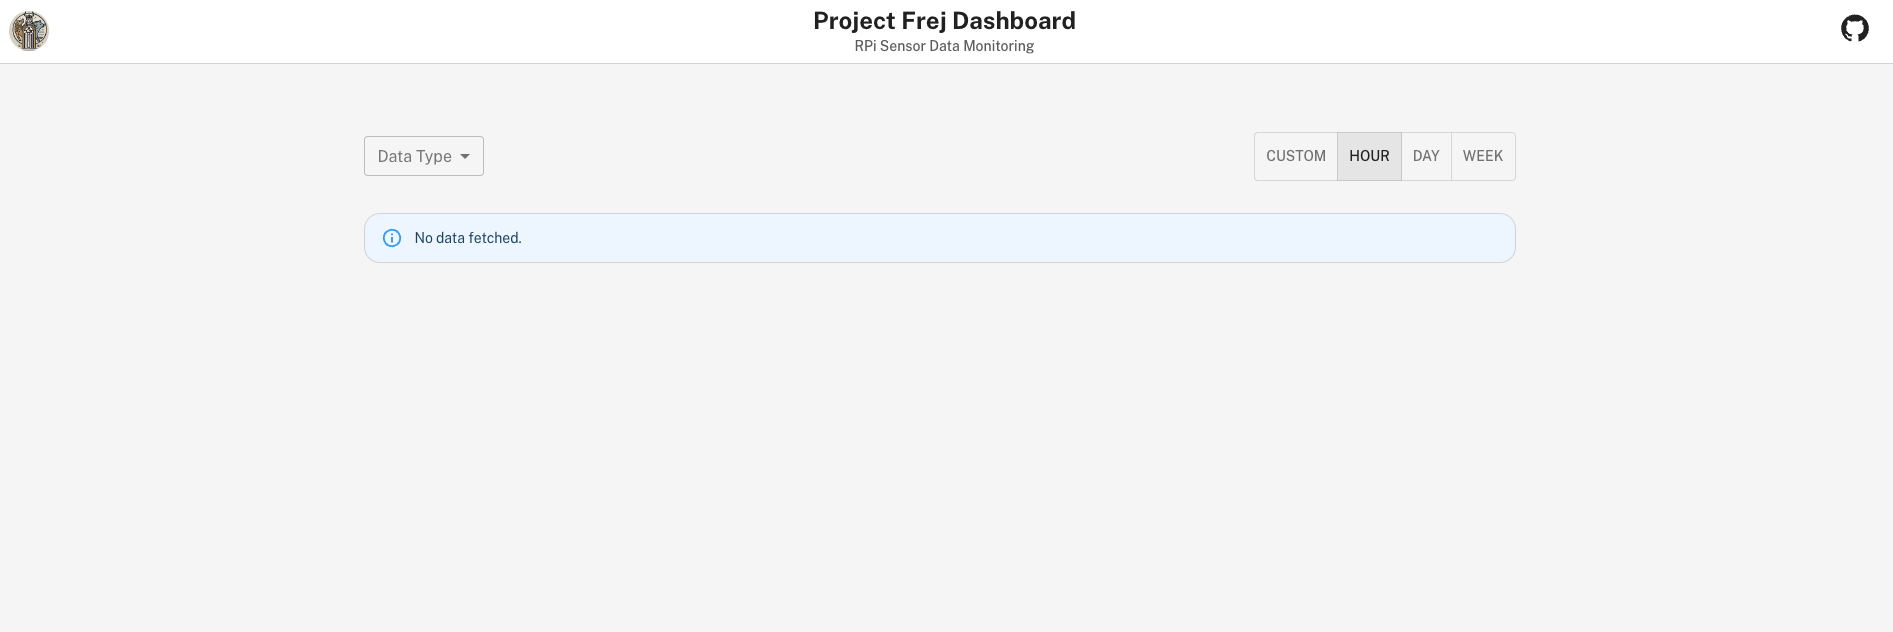 Project Frej Dashboard
RPi Sensor Data Monitoring
Data Type
CUSTOM HOUR DAY WEEK
No data fetched.